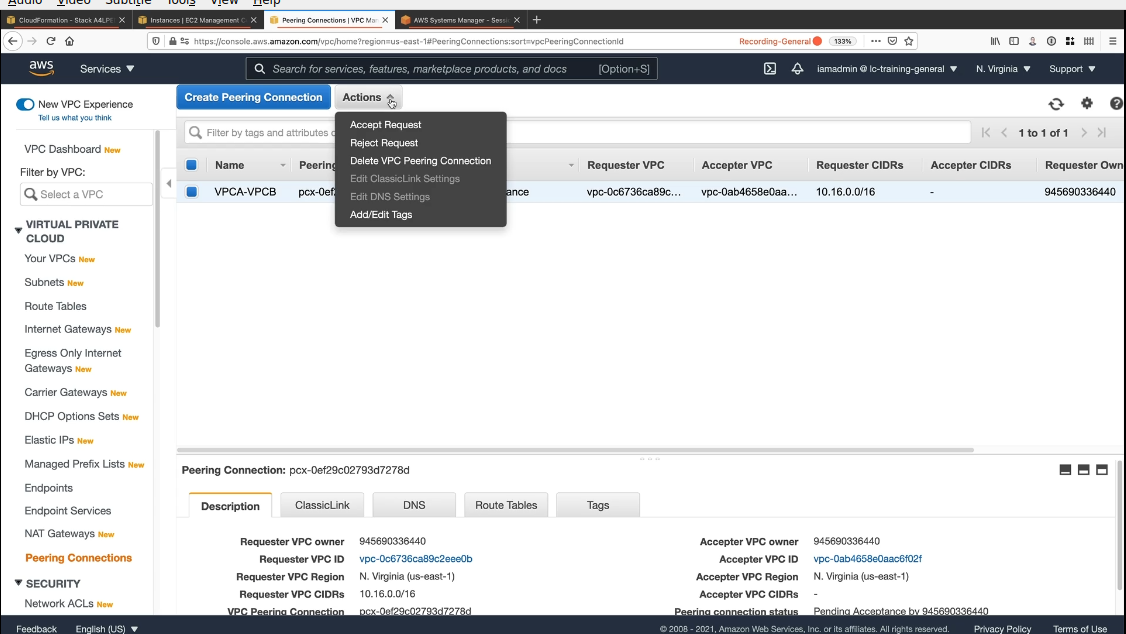 Audio Video Subtitle Tools View Help
CloudFormation - Stack A4LPE Instances | EC2 Management C Peering Connections | VPC Ma AWS Systems Manager - Sessi
https://console.aws.amazon.com/vpc/home?region=us-east-1#PeeringConnections:sort=vpcPeeringConnectionId Recording-General 133%
aws Services Search for services, features, marketplace products, and docs [Option+S] iamadmin @ lc-training-general N. Virginia Support
New VPC Experience
Tell us what you think
Create Peering Connection Actions
VPC Dashboard New
Filter by VPC:
Select a VPC
Filter by tags and attributes 1 to 1 of 1
Accept Request
Reject Request
Delete VPC Peering Connection
Edit ClassicLink Settings
Edit DNS Settings
Add/Edit Tags
Name Peering Requester VPC Accepter VPC Requester CIDRs Accepter CIDRs Requester Own
VPCA-VPCB pcx-0ef ance vpc-0c6736ca89c... vpc-0ab4658e0aa... 10.16.0.0/16 - 945690336440
VIRTUAL PRIVATE
CLOUD
Your VPCs New
Subnets New
Route Tables
Internet Gateways New
Egress Only Internet
Gateways New
Carrier Gateways New
DHCP Options Sets New
Elastic IPs New
Managed Prefix Lists New
Endpoints
Endpoint Services
NAT Gateways New
Peering Connections
SECURITY
Network ACLs New
Peering Connection: pcx-0ef29c02793d7278d
Description ClassicLink DNS Route Tables Tags
Requester VPC owner 945690336440 Accepter VPC owner 945690336440
Requester VPC ID vpc-0c6736ca89c2eee0b Accepter VPC ID vpc-0ab4658e0aac6f02f
Requester VPC Region N. Virginia (us-east-1) Accepter VPC Region N. Virginia (us-east-1)
Requester VPC CIDRs 10.16.0.0/16 Accepter VPC CIDRs -
VPC Peering Connection pcx-0ef29c02793d7278d Peering connection status Pending Acceptance by 945690336440
Feedback English (US) © 2008 - 2021, Amazon Web Services, Inc. or its affiliates. All rights reserved. Privacy Policy Terms of Use